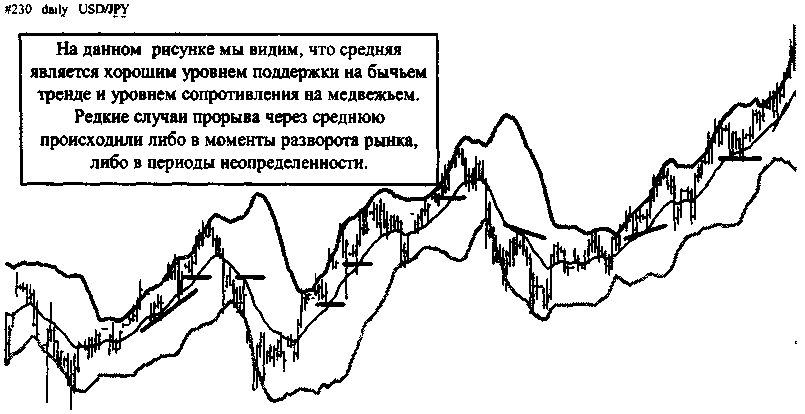 #230 daily USD/JPY
На данном рисунке мы видим, что средняя
является хорошим уровнем поддержки на бычьем
тренде и уровнем сопротивления на медвежьем.
Редкие случаи прорыва через среднюю
происходили либо в моменты разворота рынка,
либо в периоды неопределенности.